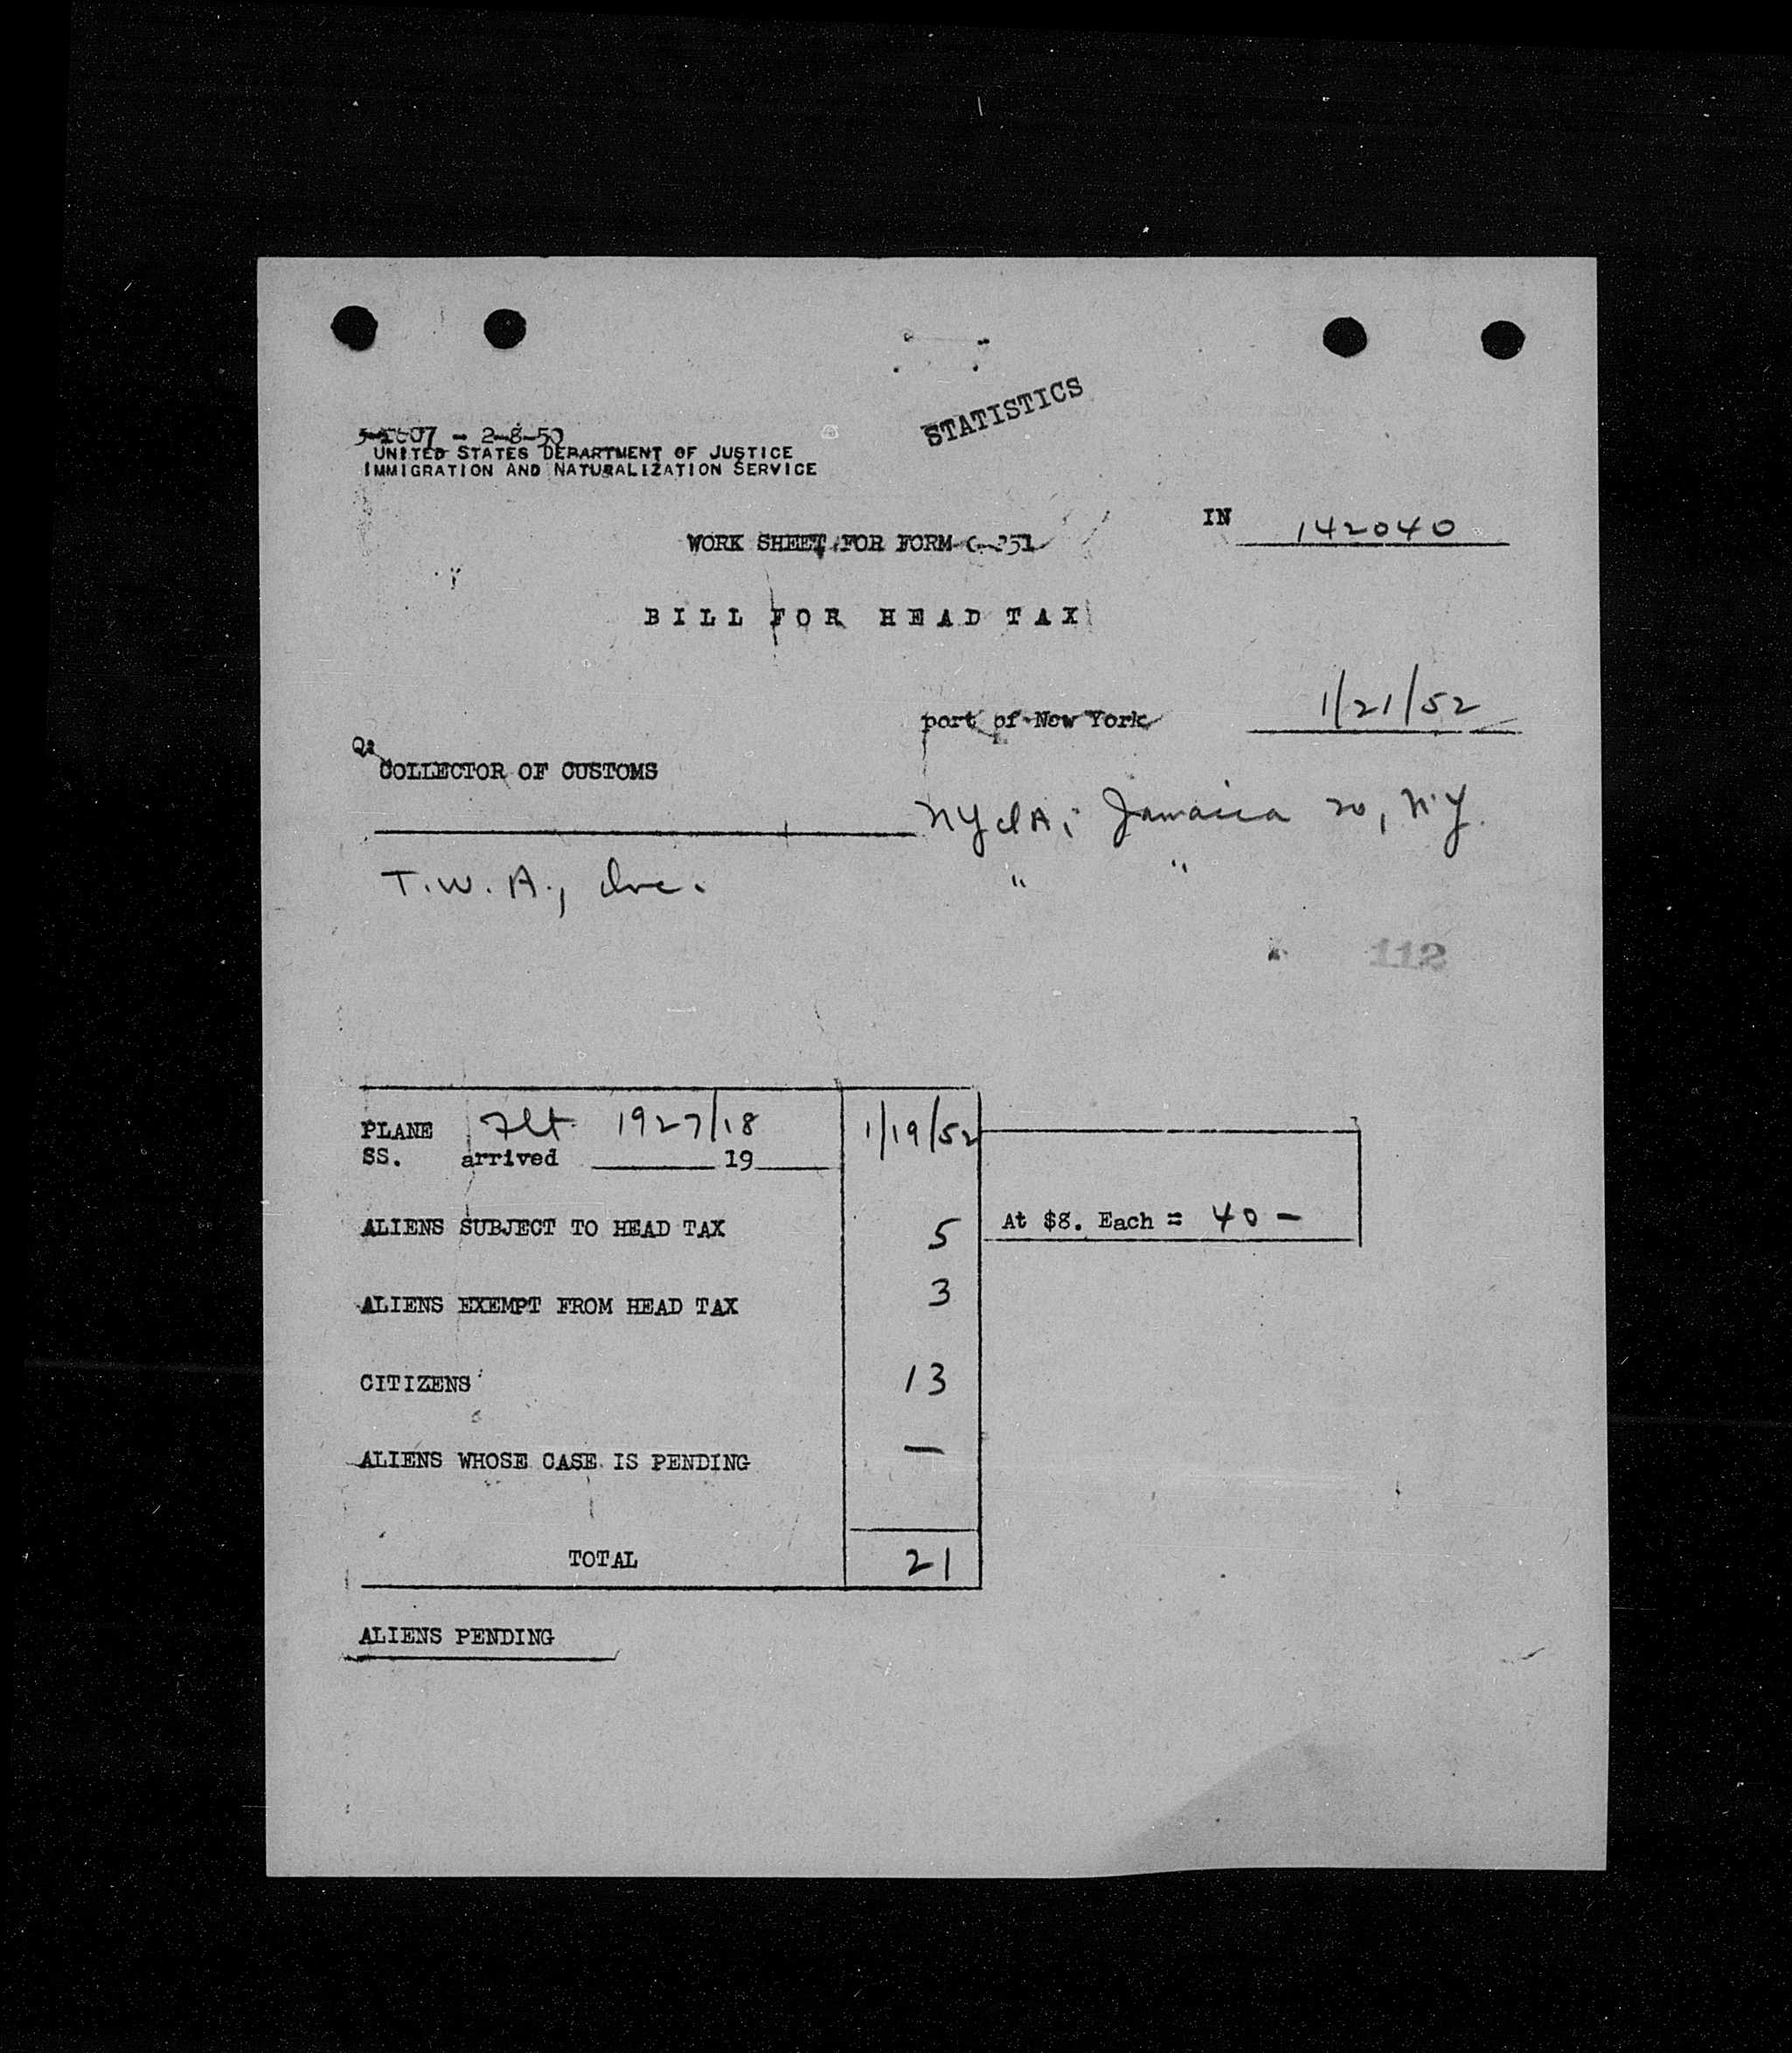 STATISTICS
- 2-8-50
UNITED STATES DEPARTMENT OF JUSTICE
IMMIGRATION AND NATURALIZATION SERVICE
IN 142040
WORK SHEET FOR FORM
BILL FOR HEAD TAX
port of New York 1/21/52
COLLECTOR OF CUSTOMS
NYIA, Jamaica 20, N.Y.
T.W.A., Inc. " "
112
PLANE Flt. 1927/18 1/19/52
SS. arrived 19
ALIENS SUBJECT TO HEAD TAX 5 At $8. Each = 40 -
ALIENS EXEMPT FROM HEAD TAX 3
CITIZENS 13
ALIENS WHOSE CASE IS PENDING —
TOTAL 21
ALIENS PENDING